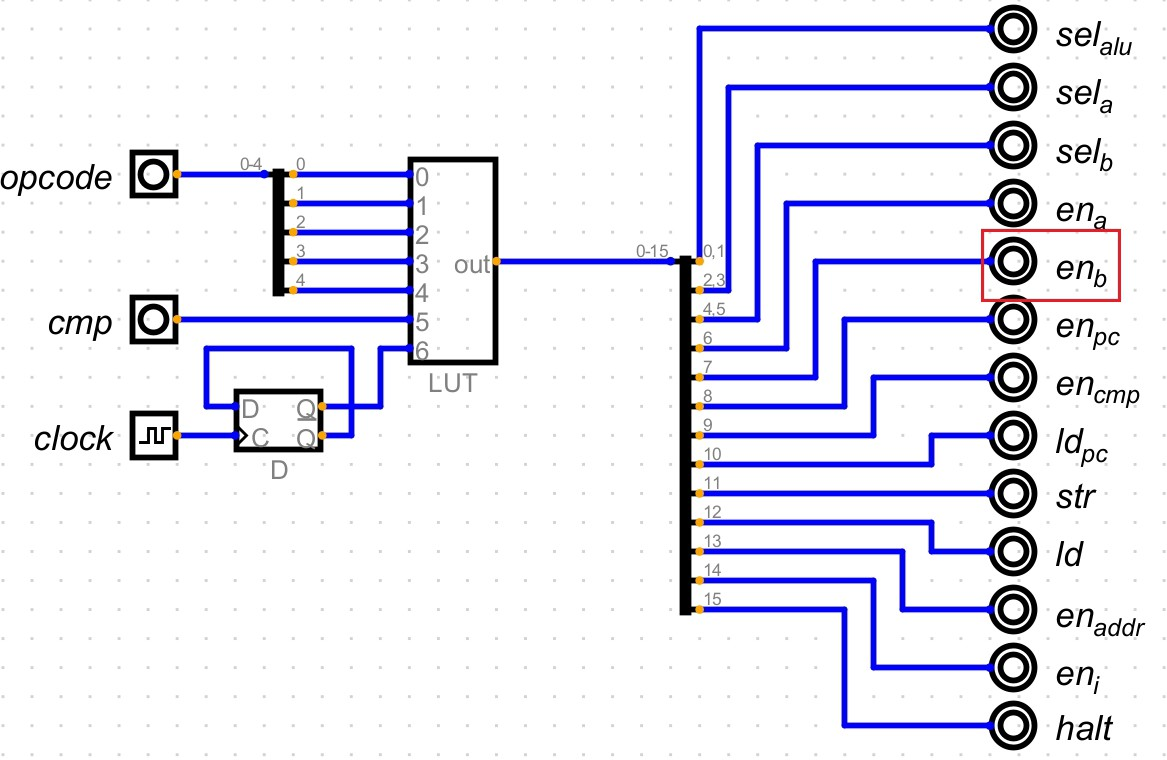 sel_alu
sel_a
opcode 0-4 0 0 sel_b
1 1
2 2 en_a
3 3 out 0-15 0,1 en_b
4 4 2,3
cmp 5 4,5 en_pc
6 6
LUT 7 en_cmp
D Q 8
clock C Q 9 ld_pc
D 10
11 str
12
13 ld
14
15 en_addr
en_i
halt